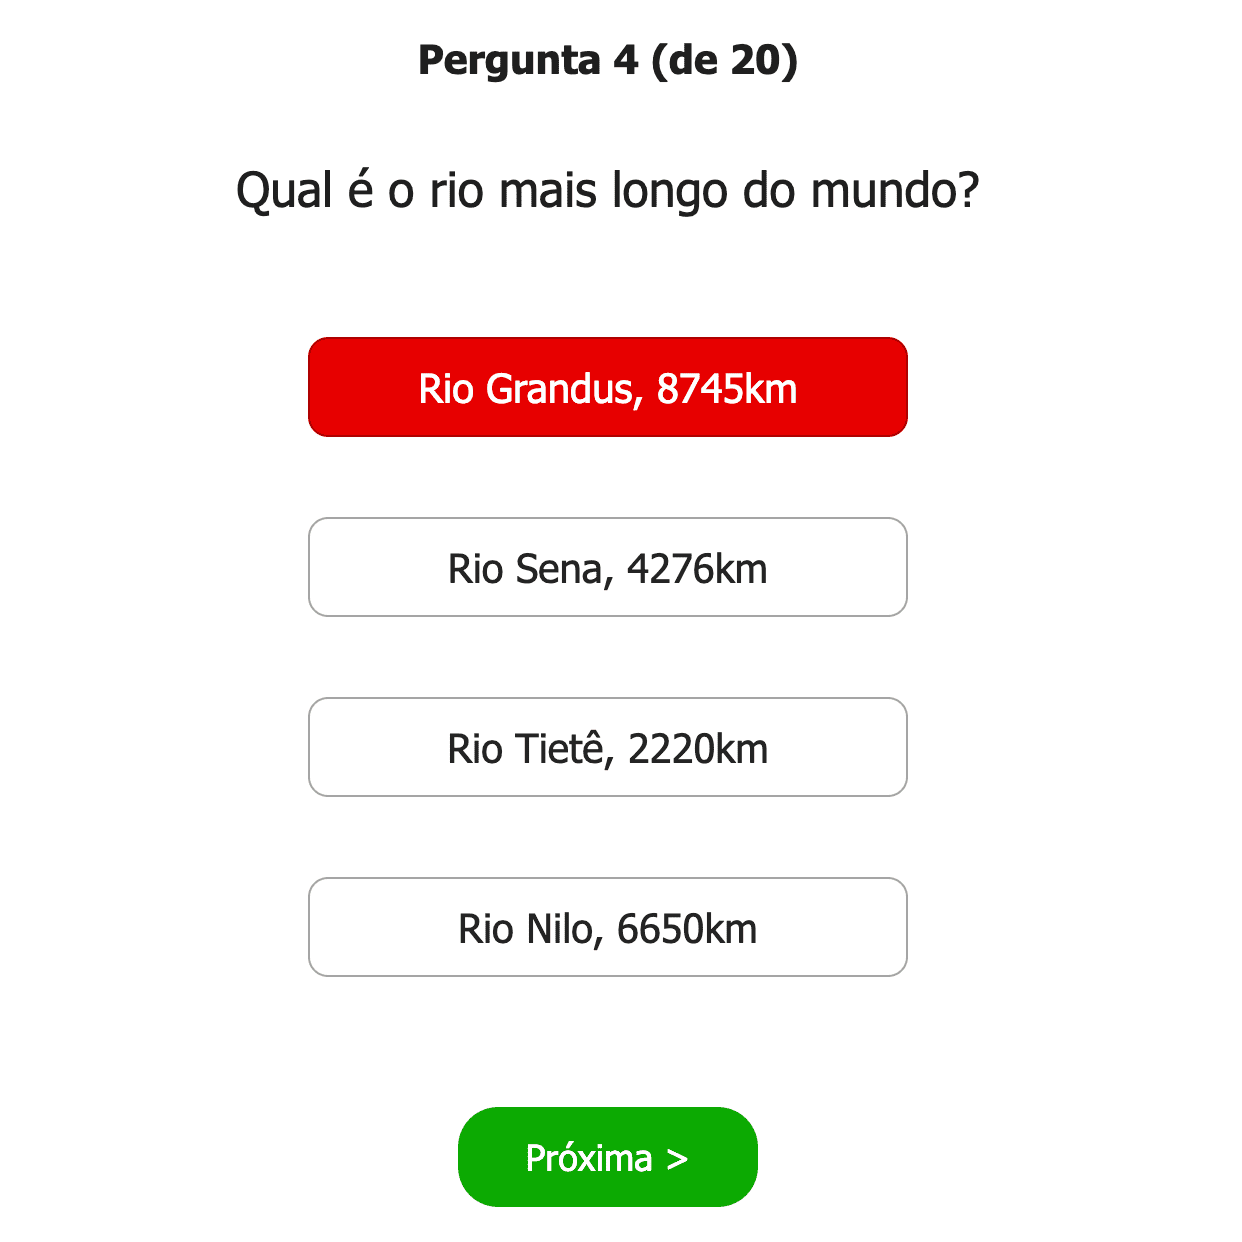 Pergunta 4 (de 20)
Qual é o rio mais longo do mundo?
Rio Grandus, 8745km
Rio Sena, 4276km
Rio Tietê, 2220km
Rio Nilo, 6650km
Próxima >